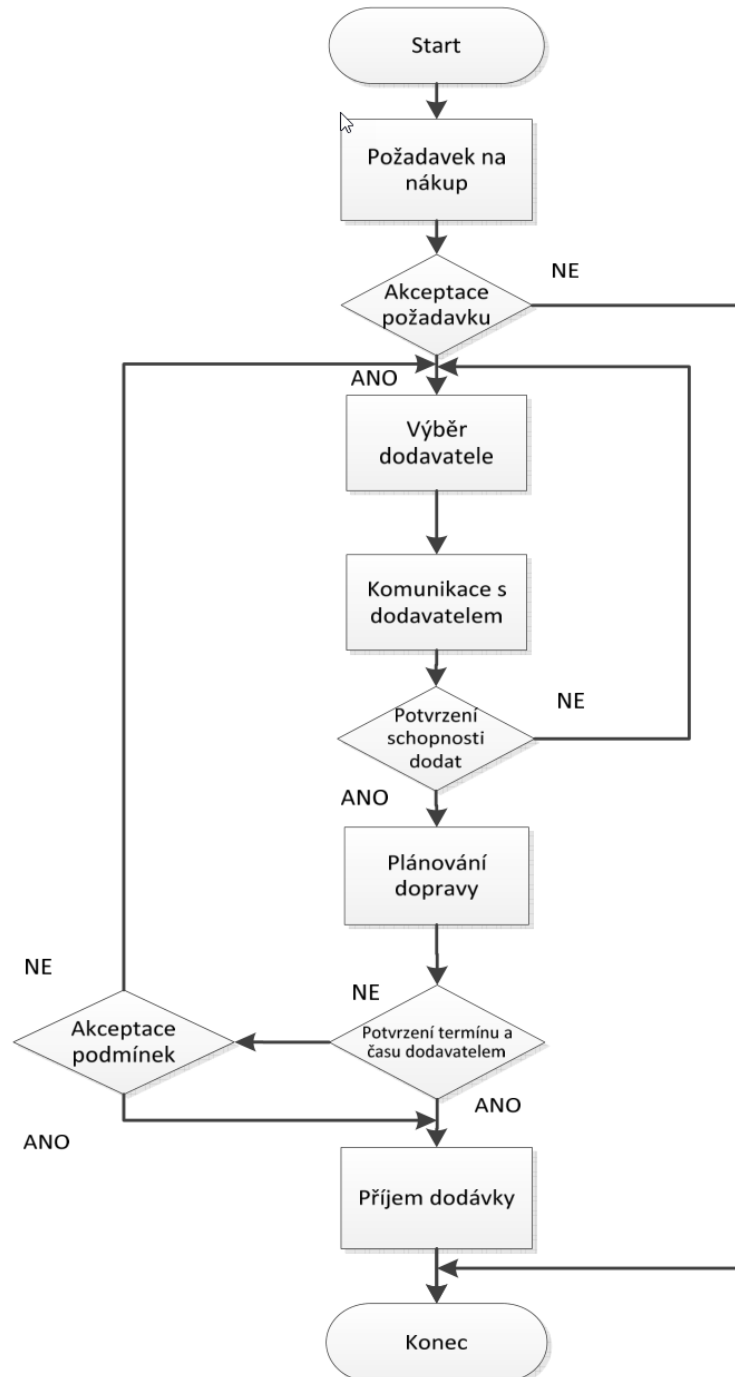 Start
Požadavek na
nákup
NE
Akceptace
požadavku
ANO
Výběr
dodavatele
Komunikace s
dodavatelem
Potvrzení
schopnosti
dodat
NE
ANO
Plánování
dopravy
NE
NE
Akceptace
podmínek
Potvrzení termínu a
času dodavatelem
ANO
ANO
Příjem dodávky
Konec